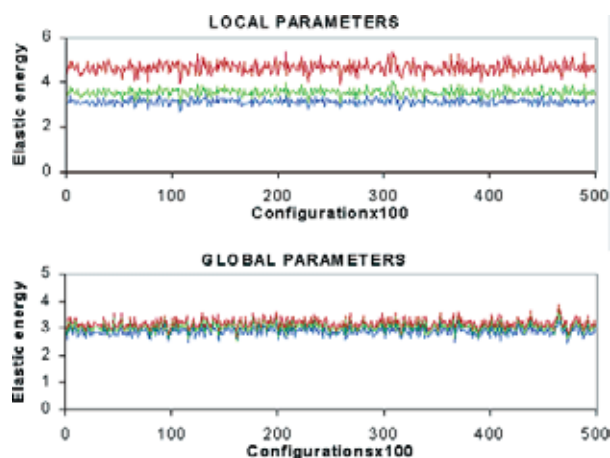 LOCAL PARAMETERS
Elastic energy
6
4
2
0
0 100 200 300 400 500
Configurationx100
GLOBAL PARAMETERS
Elastic energy
5
4
3
2
1
0
0 100 200 300 400 500
Configurationsx100